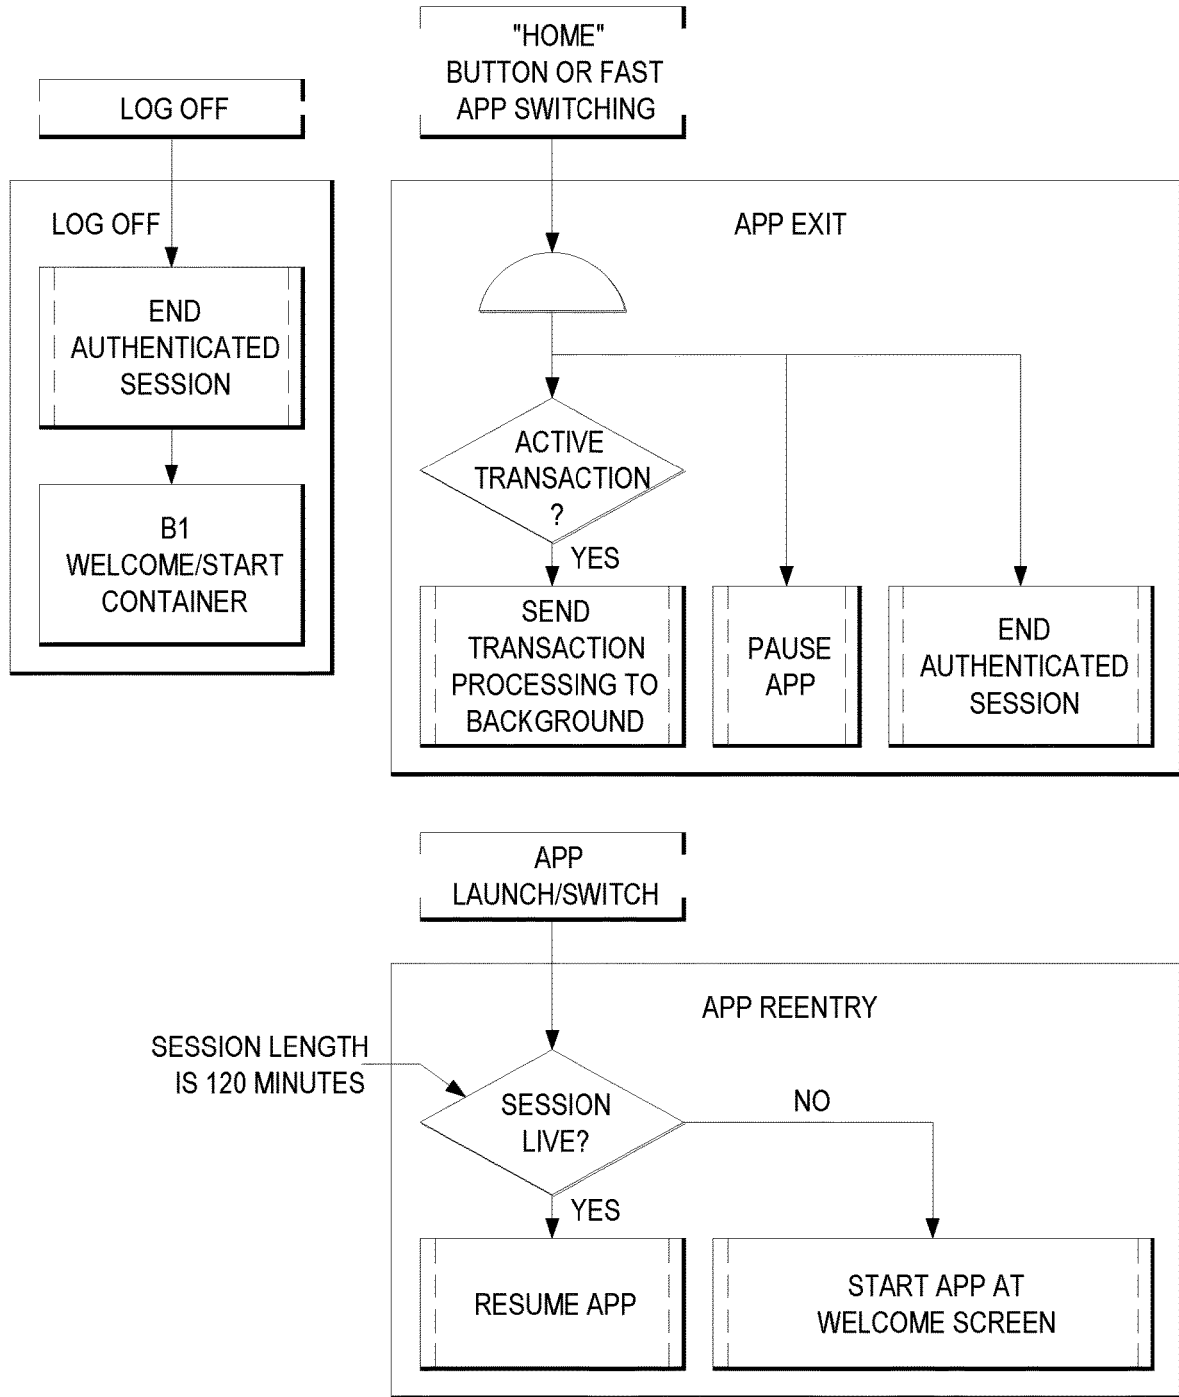 LOG OFF
LOG OFF
END
AUTHENTICATED
SESSION
B1
WELCOME/START
CONTAINER
"HOME"
BUTTON OR FAST
APP SWITCHING
APP EXIT
ACTIVE
TRANSACTION
?
YES
SEND
TRANSACTION
PROCESSING TO
BACKGROUND
PAUSE
APP
END
AUTHENTICATED
SESSION
APP
LAUNCH/SWITCH
APP REENTRY
SESSION LENGTH
IS 120 MINUTES
SESSION
LIVE?
NO
YES
RESUME APP
START APP AT
WELCOME SCREEN